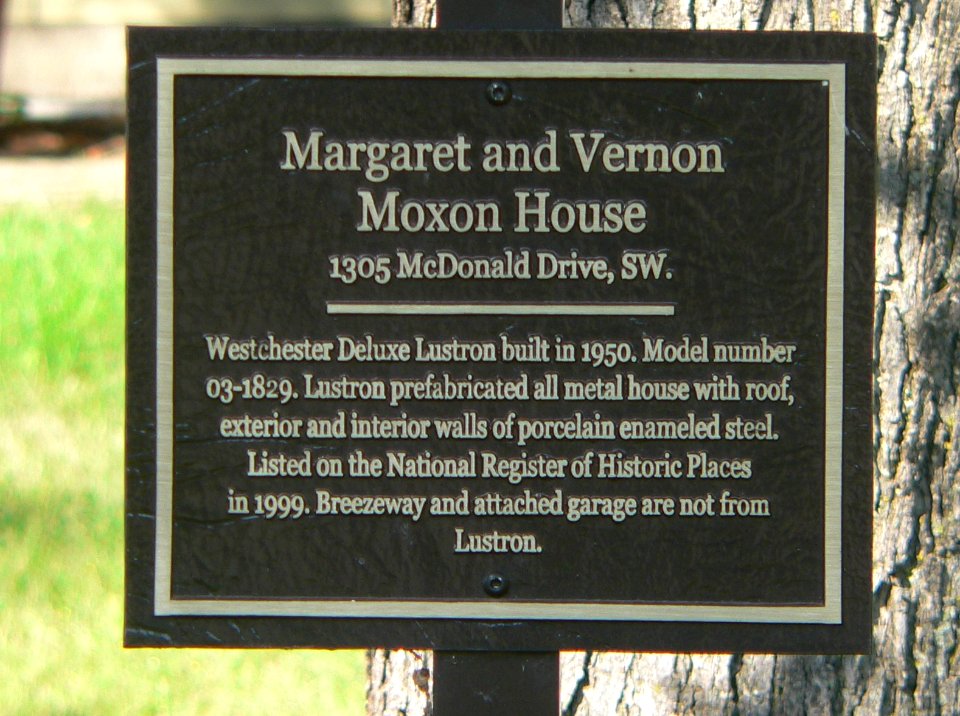 Margaret and Vernon
Moxon House
1305 McDonald Drive, SW.
Westchester Deluxe Lustron built in 1950. Model number
03-1829. Lustron prefabricated all metal house with roof,
exterior and interior walls of porcelain enameled steel.
Listed on the National Register of Historic Places
in 1999. Breezeway and attached garage are not from
Lustron.